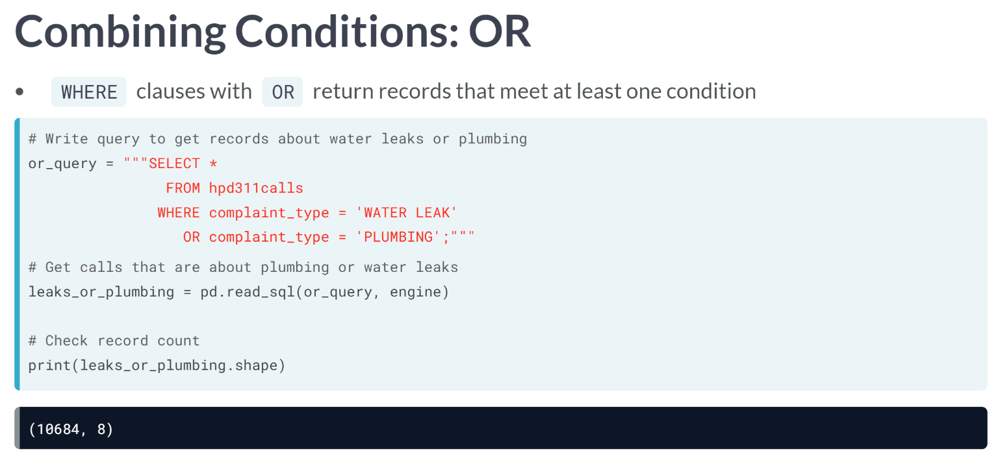 Combining Conditions: OR
• WHERE clauses with OR return records that meet at least one condition
# Write query to get records about water leaks or plumbing
or_query = """SELECT *
                FROM hpd311calls
               WHERE complaint_type = 'WATER LEAK'
                  OR complaint_type = 'PLUMBING';"""
# Get calls that are about plumbing or water leaks
leaks_or_plumbing = pd.read_sql(or_query, engine)
# Check record count
print(leaks_or_plumbing.shape)
(10684, 8)